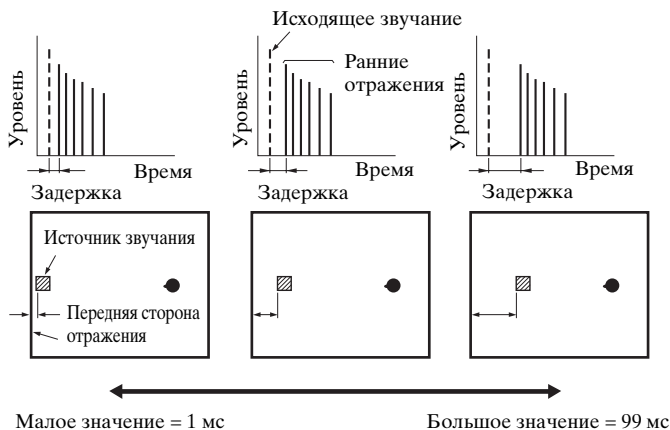 Исходящее звучание
Ранние
отражения
Уровень
Время
Задержка
Уровень
Время
Задержка
Уровень
Время
Задержка
Источник звучания
Передняя сторона
отражения
Малое значение = 1 мс
Большое значение = 99 мс